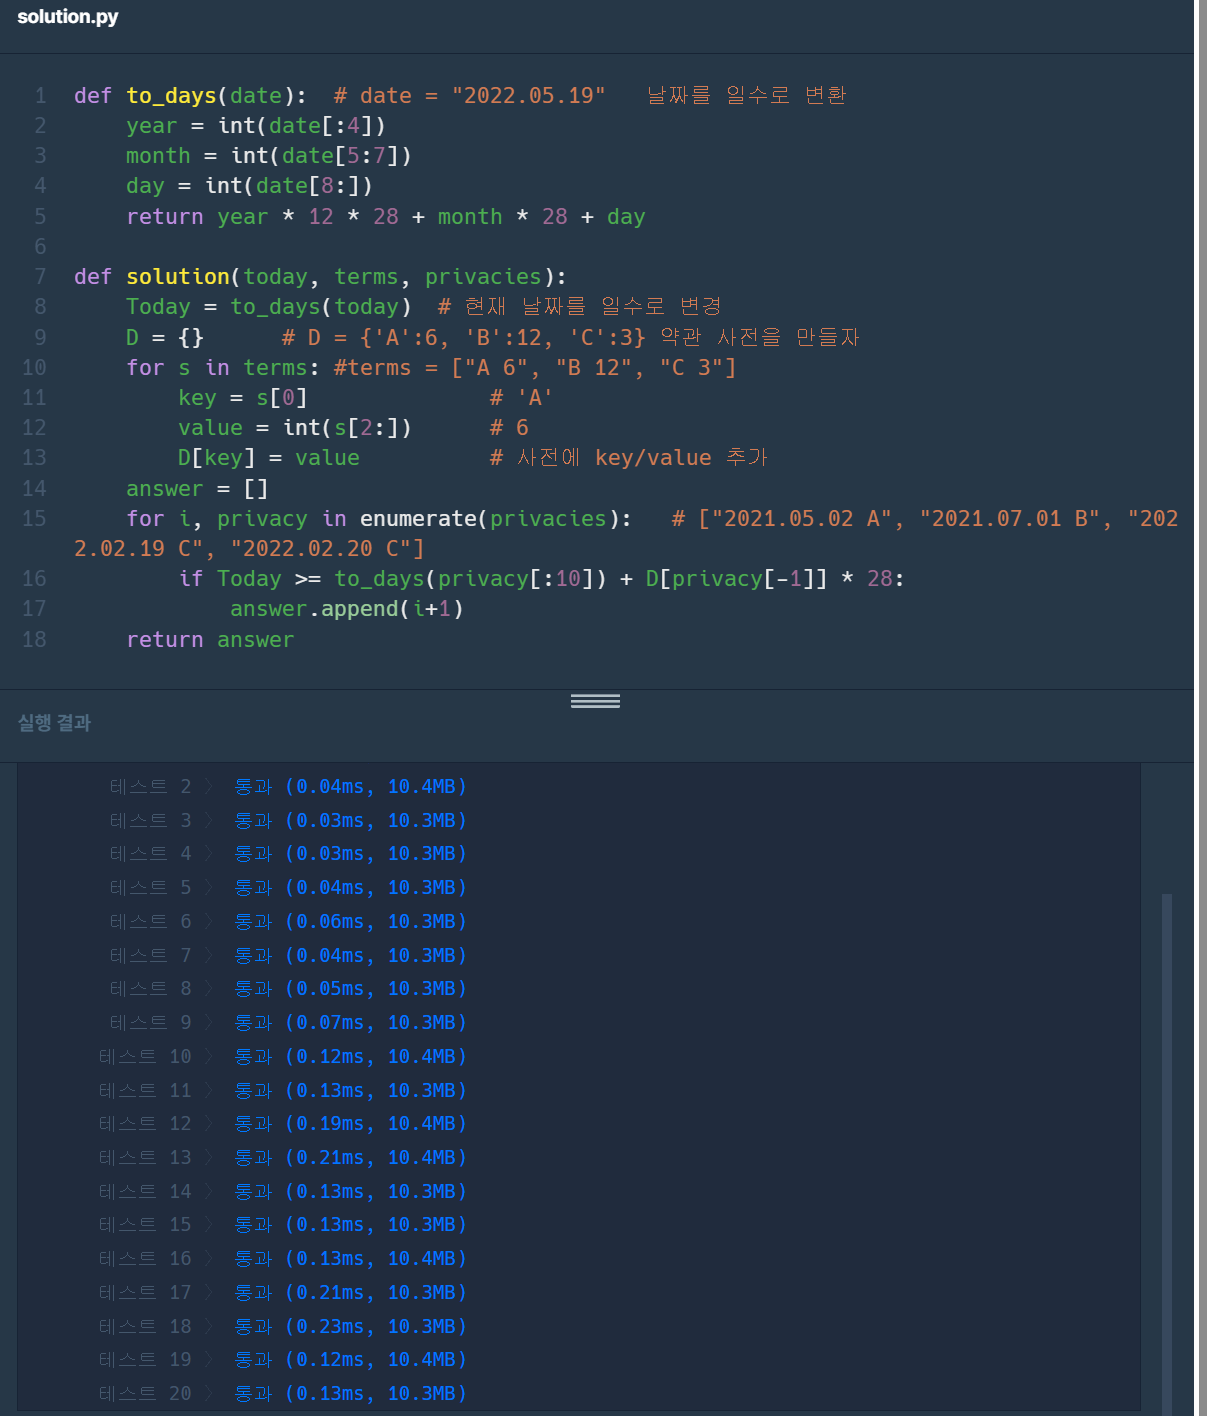 solution.py
1 def to_days(date):  # date = "2022.05.19"   날짜를 일수로 변환
2     year = int(date[:4])
3     month = int(date[5:7])
4     day = int(date[8:])
5     return year * 12 * 28 + month * 28 + day
6
7 def solution(today, terms, privacies):
8     Today = to_days(today)  # 현재 날짜를 일수로 변경
9     D = {}      # D = {'A':6, 'B':12, 'C':3} 약관 사전을 만들자
10     for s in terms: #terms = ["A 6", "B 12", "C 3"]
11         key = s[0]              # 'A'
12         value = int(s[2:])      # 6
13         D[key] = value          # 사전에 key/value 추가
14     answer = []
15     for i, privacy in enumerate(privacies):   # ["2021.05.02 A", "2021.07.01 B", "202
2.02.19 C", "2022.02.20 C"]
16         if Today >= to_days(privacy[:10]) + D[privacy[-1]] * 28:
17             answer.append(i+1)
18     return answer
실행 결과
테스트 2 〉 통과 (0.04ms, 10.4MB)
테스트 3 〉 통과 (0.03ms, 10.3MB)
테스트 4 〉 통과 (0.03ms, 10.3MB)
테스트 5 〉 통과 (0.04ms, 10.3MB)
테스트 6 〉 통과 (0.06ms, 10.3MB)
테스트 7 〉 통과 (0.04ms, 10.3MB)
테스트 8 〉 통과 (0.05ms, 10.3MB)
테스트 9 〉 통과 (0.07ms, 10.3MB)
테스트 10 〉 통과 (0.12ms, 10.4MB)
테스트 11 〉 통과 (0.13ms, 10.3MB)
테스트 12 〉 통과 (0.19ms, 10.4MB)
테스트 13 〉 통과 (0.21ms, 10.4MB)
테스트 14 〉 통과 (0.13ms, 10.3MB)
테스트 15 〉 통과 (0.13ms, 10.3MB)
테스트 16 〉 통과 (0.13ms, 10.4MB)
테스트 17 〉 통과 (0.21ms, 10.3MB)
테스트 18 〉 통과 (0.23ms, 10.3MB)
테스트 19 〉 통과 (0.12ms, 10.4MB)
테스트 20 〉 통과 (0.13ms, 10.3MB)